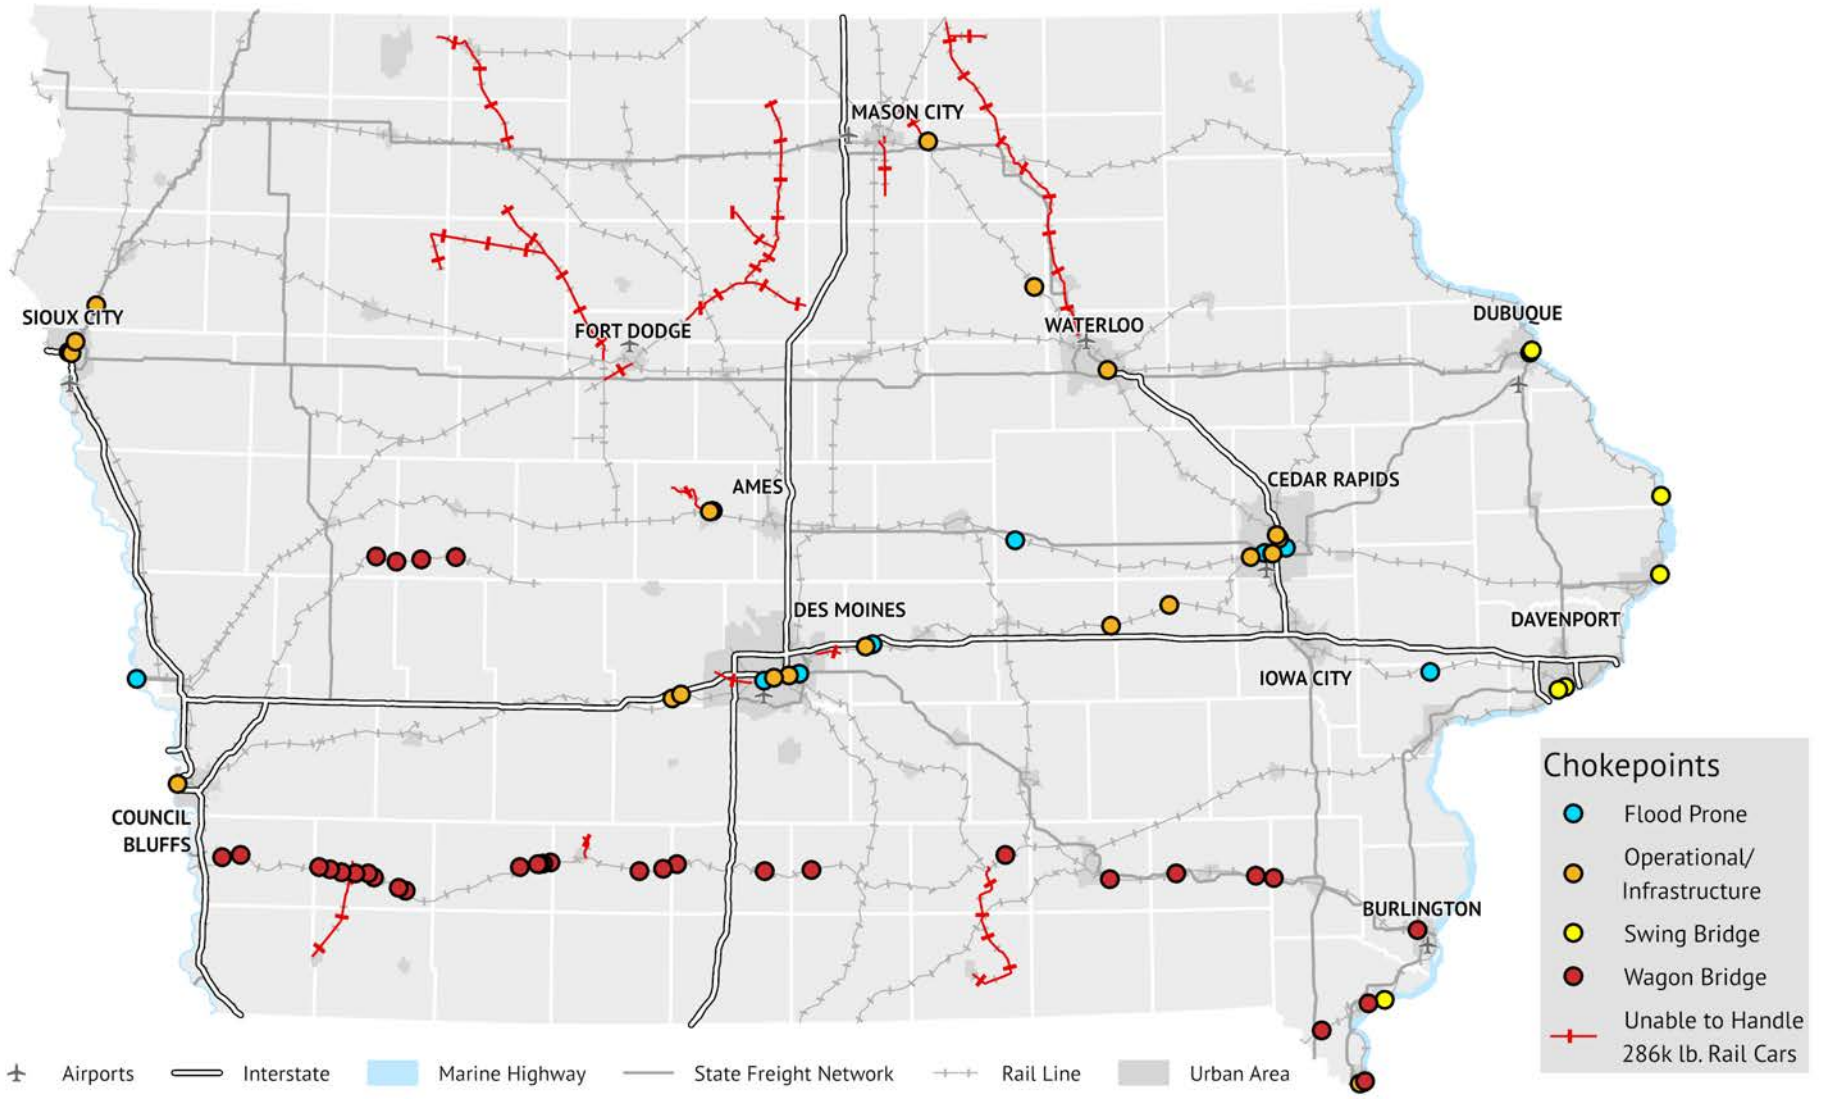 MASON CITY
SIOUX CITY
FORT DODGE
WATERLOO
DUBUQUE
AMES
CEDAR RAPIDS
DES MOINES
DAVENPORT
IOWA CITY
COUNCIL
BLUFFS
BURLINGTON
Chokepoints
Flood Prone
Operational/
Infrastructure
Swing Bridge
Wagon Bridge
Unable to Handle
286k lb. Rail Cars
Airports
Interstate
Marine Highway
State Freight Network
Rail Line
Urban Area